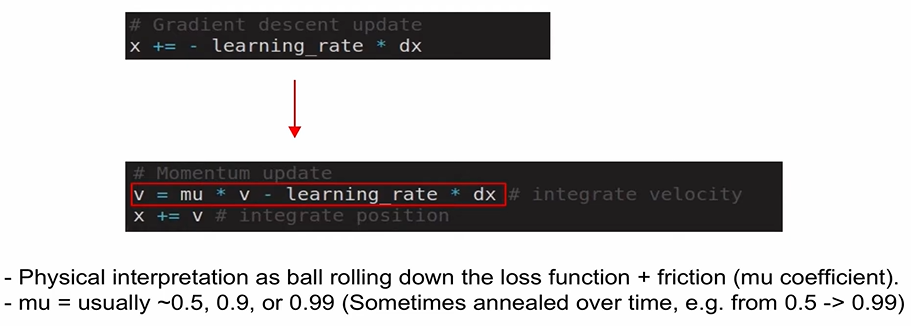 # Gradient descent update
x += - learning_rate * dx
# Momentum update
v = mu * v - learning_rate * dx # integrate velocity
x += v # integrate position
- Physical interpretation as ball rolling down the loss function + friction (mu coefficient).
- mu = usually ~0.5, 0.9, or 0.99 (Sometimes annealed over time, e.g. from 0.5 -> 0.99)